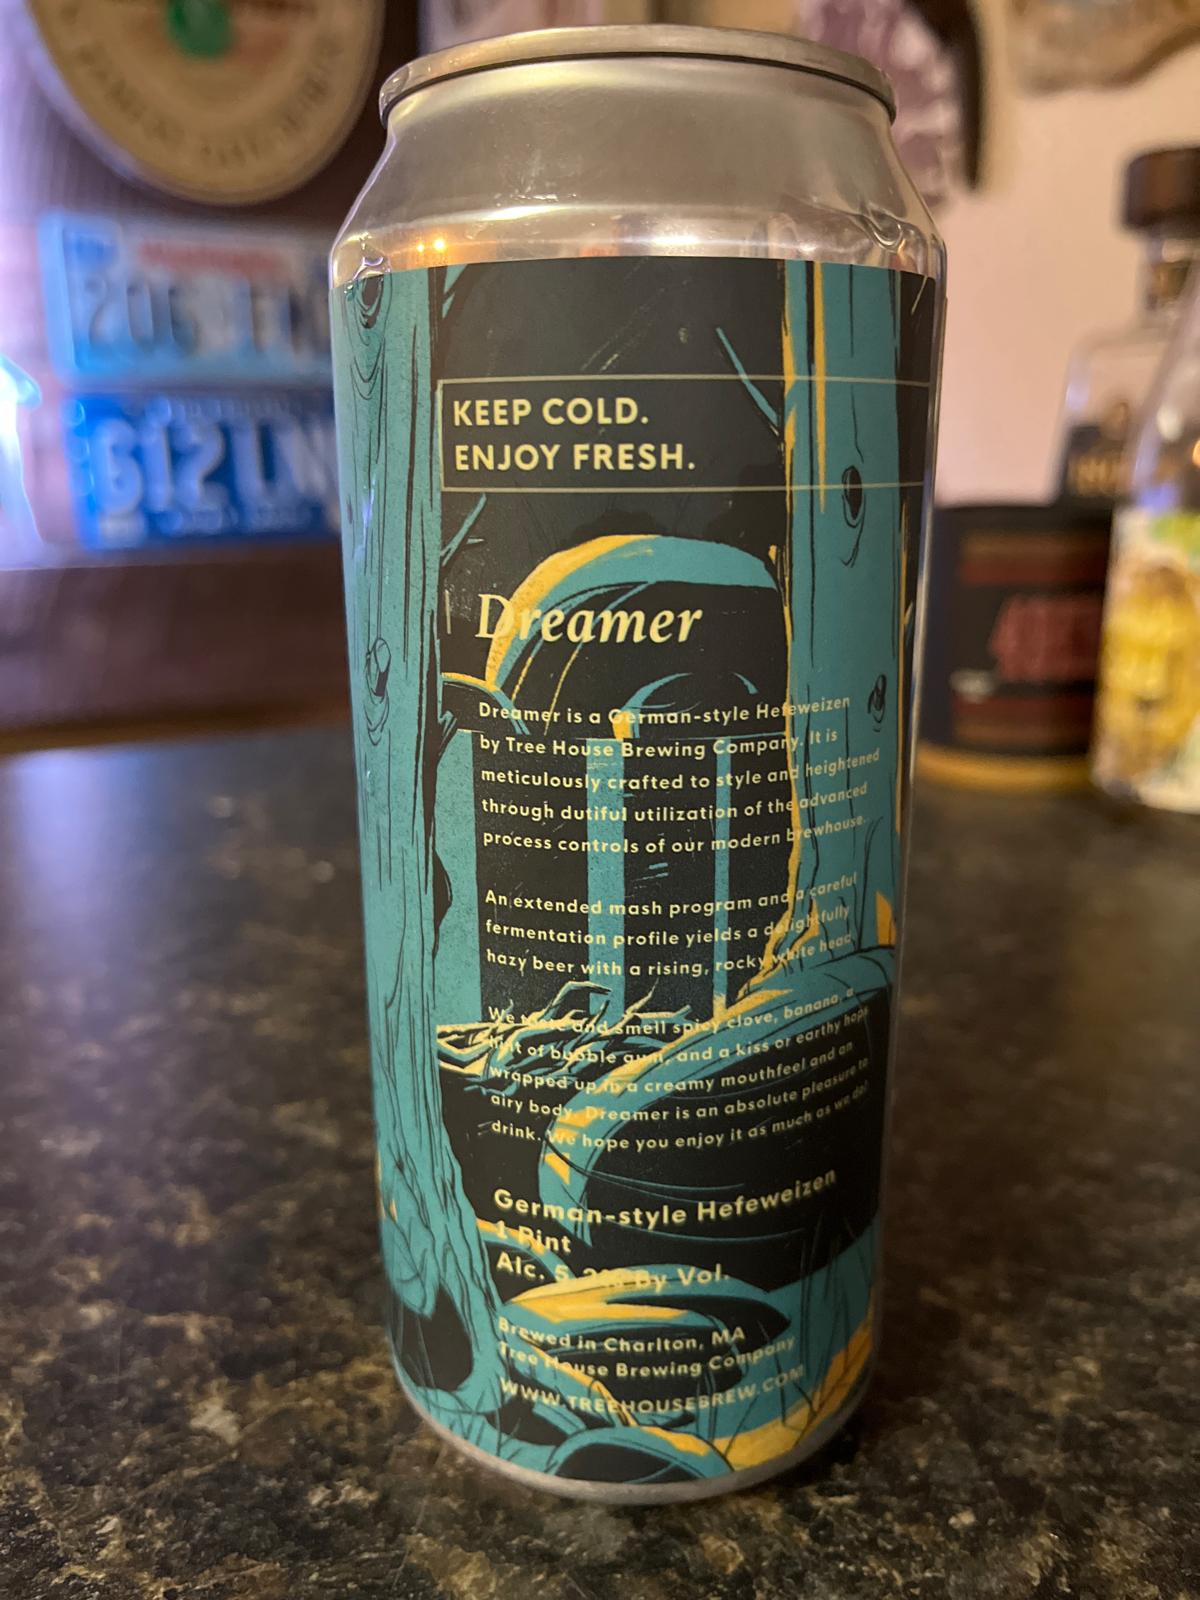 KEEP COLD.
ENJOY FRESH.
Dreamer
Dreamer is a German-style Hefeweizen
by Tree House Brewing Company. It is
meticulously crafted to style and heightened
through dutiful utilization of the advanced
process controls of our modern brewhouse.
An extended mash program and a careful
fermentation profile yields a delightfully
hazy beer with a rising, rocky white head.
We taste and smell spicy clove, banana, a
hint of bubble gum, and a kiss or earthy hops
wrapped up in a creamy mouthfeel and an
airy body. Dreamer is an absolute pleasure to
drink. We hope you enjoy it as much as we do!
German-style Hefeweizen
1 Pint
Alc. By Vol.
Brewed in Charlton, MA
Tree House Brewing Company
WWW.TREEHOUSEBREW.COM